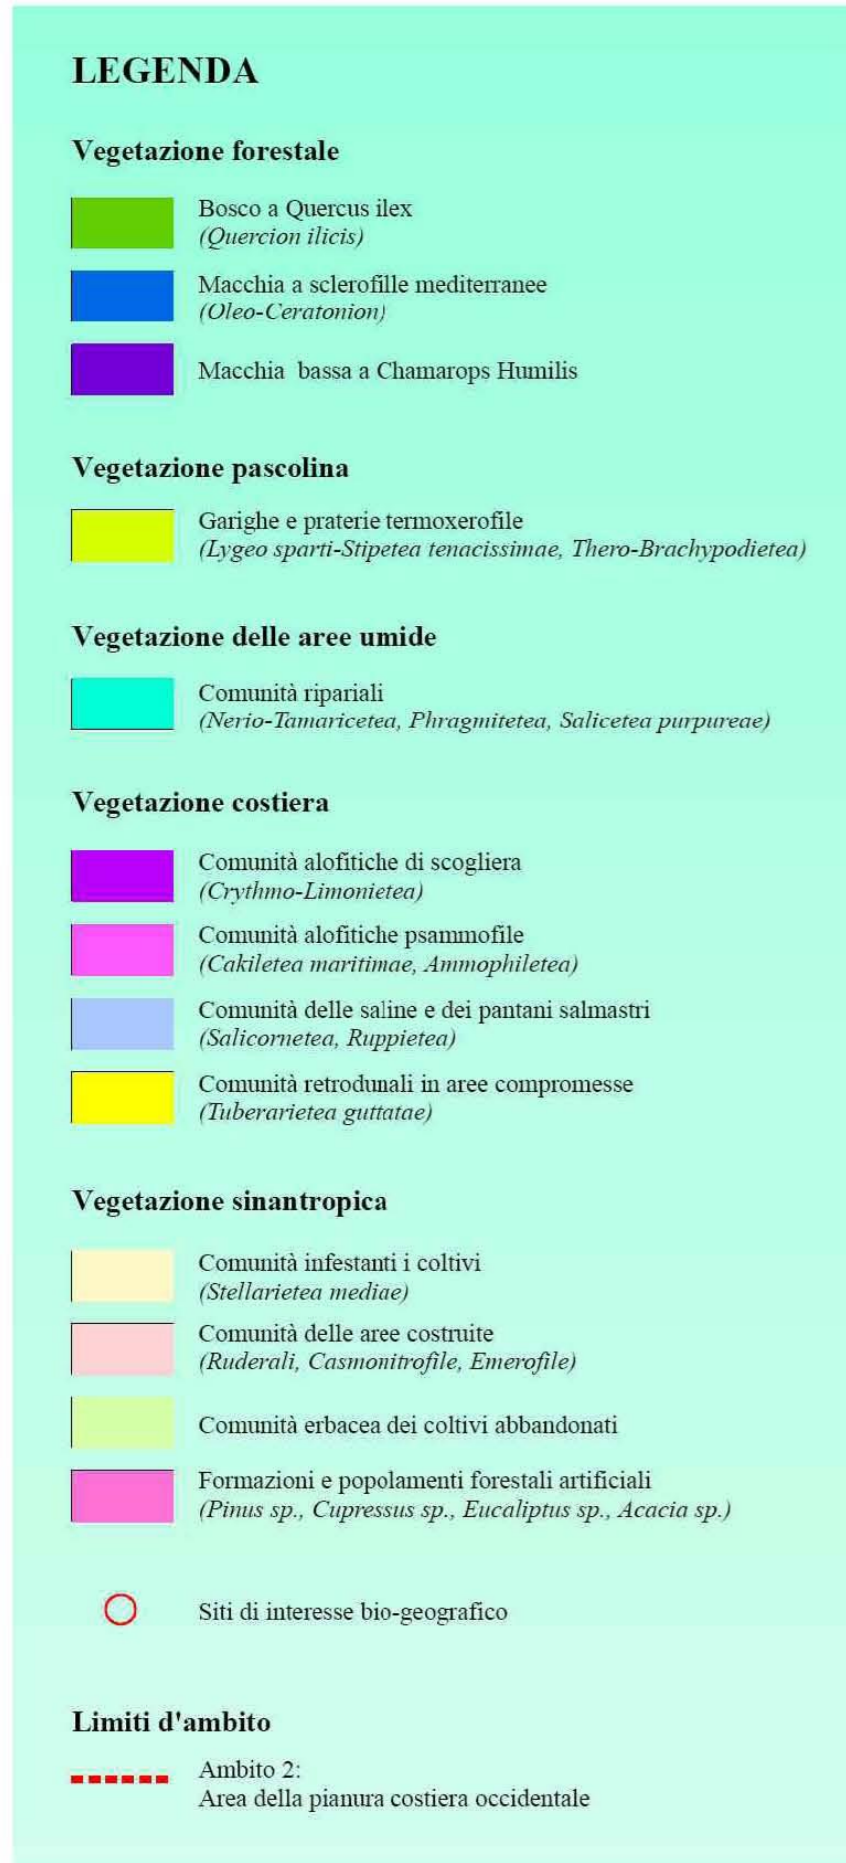 LEGENDA
Vegetazione forestale
Bosco a Quercus ilex
(Quercion ilicis)
Macchia a sclerofille mediterranee
(Oleo-Ceratonion)
Macchia bassa a Chamarops Humilis
Vegetazione pascolina
Garighe e praterie termoxerofile
(Lygeo sparti-Stipetea tenacissimae, Thero-Brachypodietea)
Vegetazione delle aree umide
Comunità ripariali
(Nerio-Tamaricetea, Phragmitetea, Salicetea purpureae)
Vegetazione costiera
Comunità alofitiche di scogliera
(Crythmo-Limonietea)
Comunità alofitiche psammofile
(Cakiletea maritimae, Ammophiletea)
Comunità delle saline e dei pantani salmastri
(Salicornetea, Ruppietea)
Comunità retrodunali in aree compromesse
(Tuberarietea guttatae)
Vegetazione sinantropica
Comunità infestanti i coltivi
(Stellarietea mediae)
Comunità delle aree costruite
(Ruderali, Casmonitrofile, Emerofile)
Comunità erbacea dei coltivi abbandonati
Formazioni e popolamenti forestali artificiali
(Pinus sp., Cupressus sp., Eucaliptus sp., Acacia sp.)
Siti di interesse bio-geografico
Limiti d'ambito
Ambito 2:
Area della pianura costiera occidentale